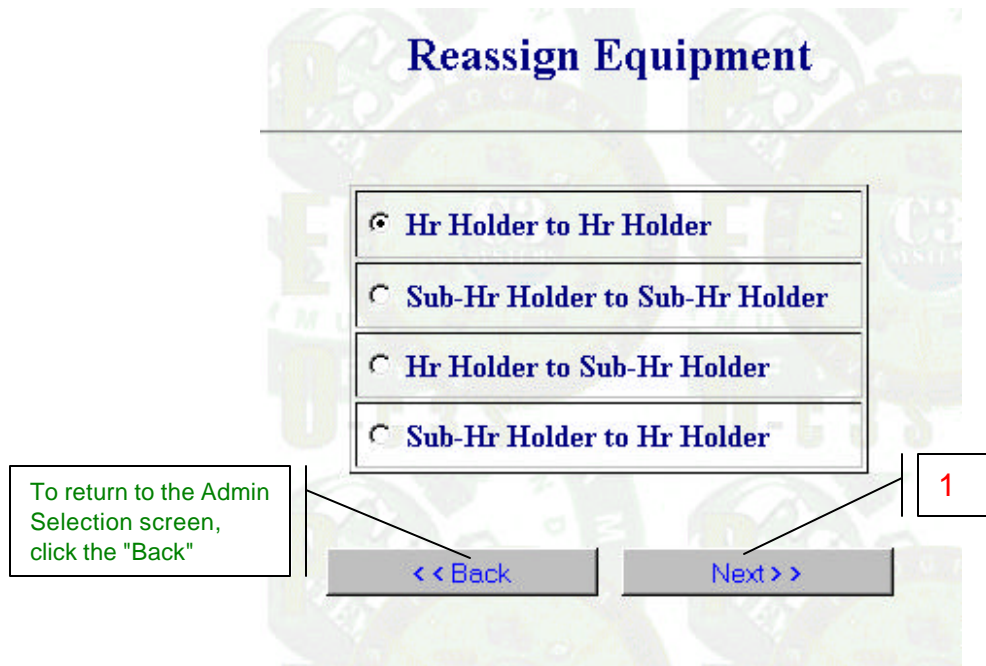 Reassign Equipment
Hr Holder to Hr Holder
Sub-Hr Holder to Sub-Hr Holder
Hr Holder to Sub-Hr Holder
Sub-Hr Holder to Hr Holder
To return to the Admin
Selection screen,
click the "Back"
1
<< Back
Next >>